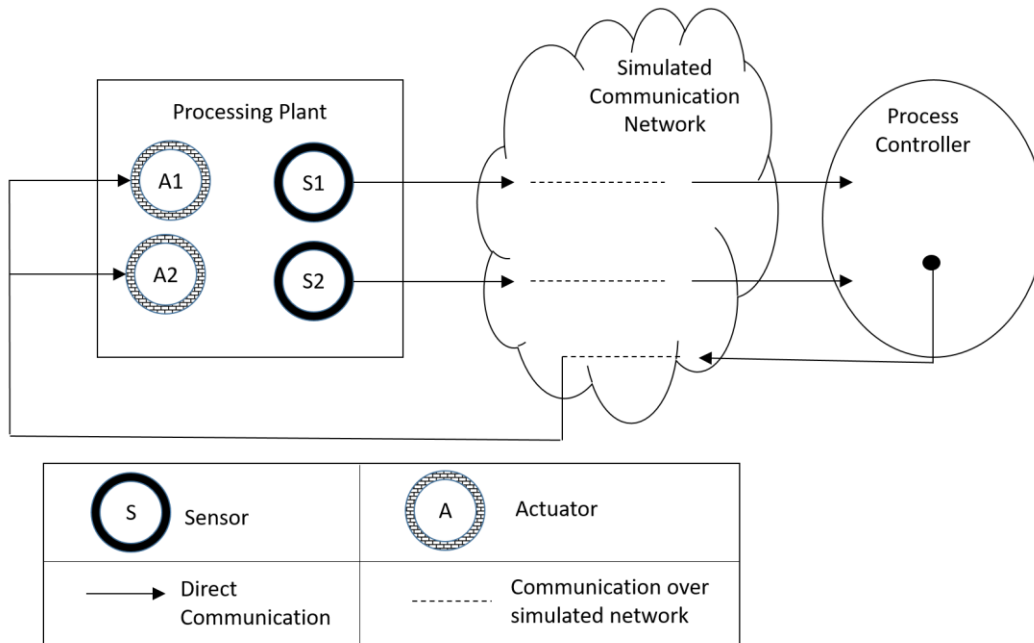 Simulated
Communication
Network
Processing Plant
Process
Controller
A1
S1
A2
S2
S
Sensor
A
Actuator
Direct
Communication
Communication over
simulated network